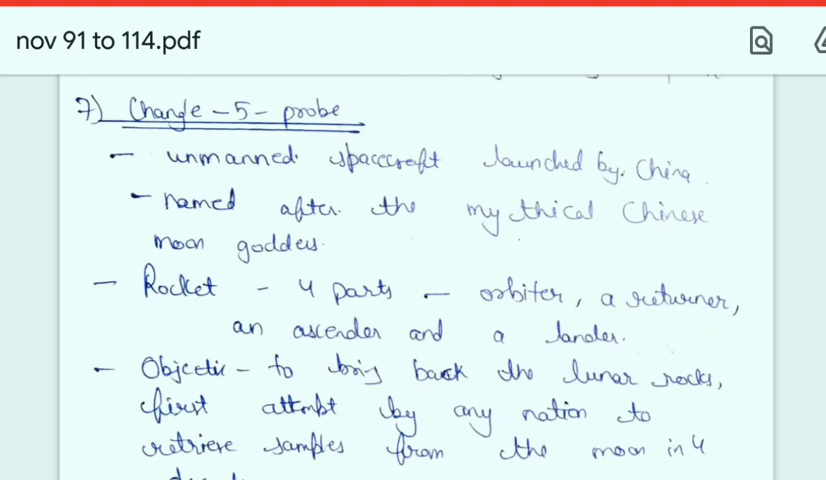 nov 91 to 114.pdf
7) Change-5-probe
- unmanned spacecraft launched by. China.
- named after the mythical Chinese
moon goddess.
- Rocket - 4 parts - orbiter, a returner,
an ascender and a lander.
- Objectiv - to bring back the lunar rocks,
first attmbt by any nation to
retrieve samples from the moon in 4